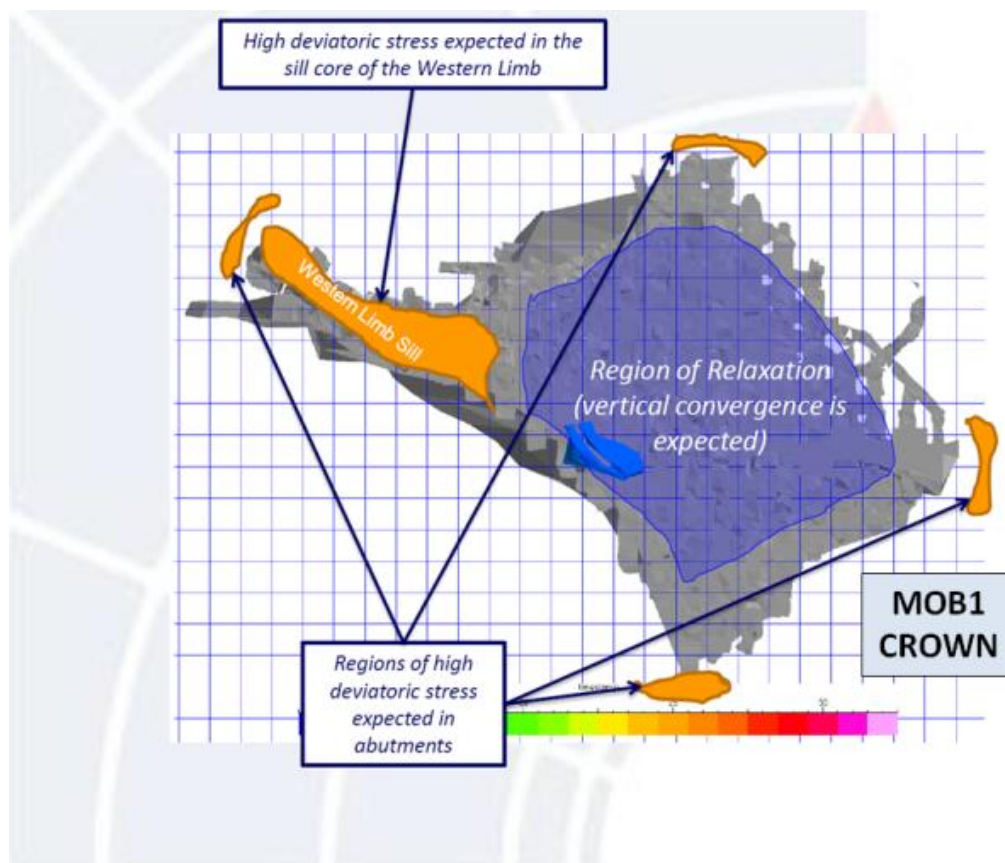 High deviatoric stress expected in the
sill core of the Western Limb
Western Limb Sill
Region of Relaxation
(vertical convergence is
expected)
MOB1
CROWN
Regions of high
deviatoric stress
expected in
abutments